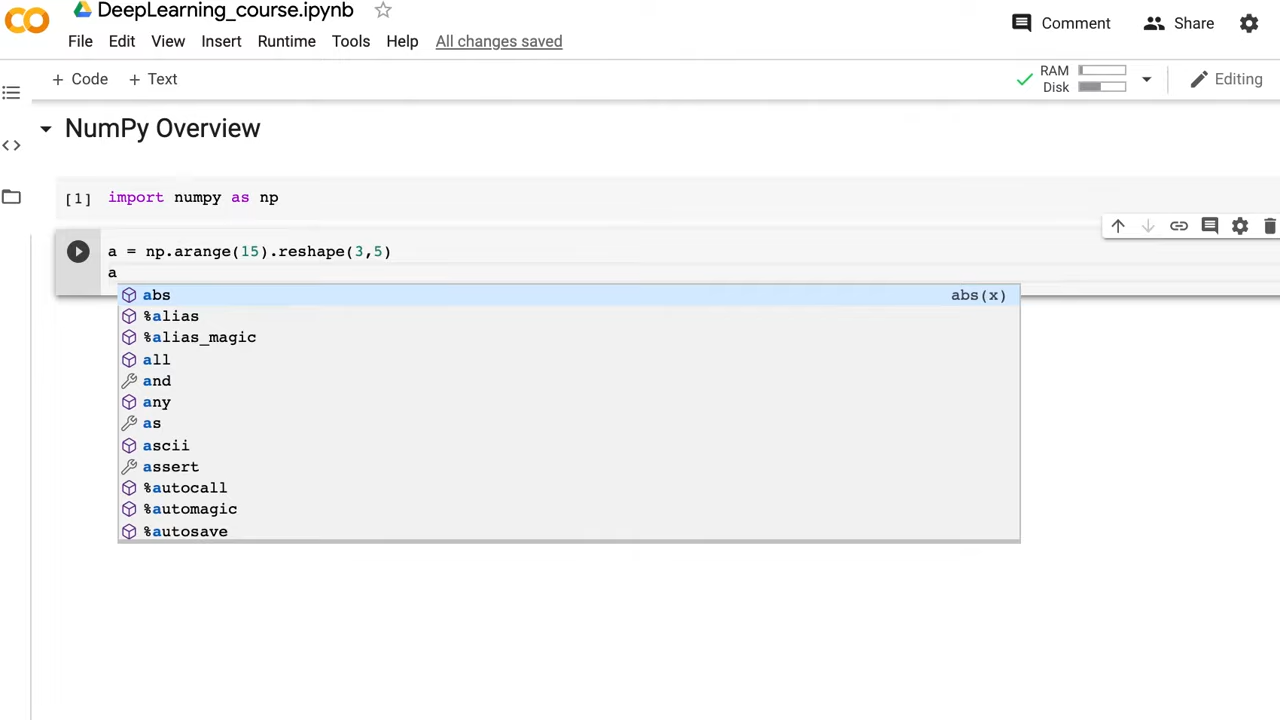 DeepLearning_course.ipynb
Comment Share
File Edit View Insert Runtime Tools Help All changes saved
+ Code + Text
RAM
Disk
Editing
NumPy Overview
[1] import numpy as np
a = np.arange(15).reshape(3,5)
a
abs abs(x)
%alias
%alias_magic
all
and
any
as
ascii
assert
%autocall
%automagic
%autosave